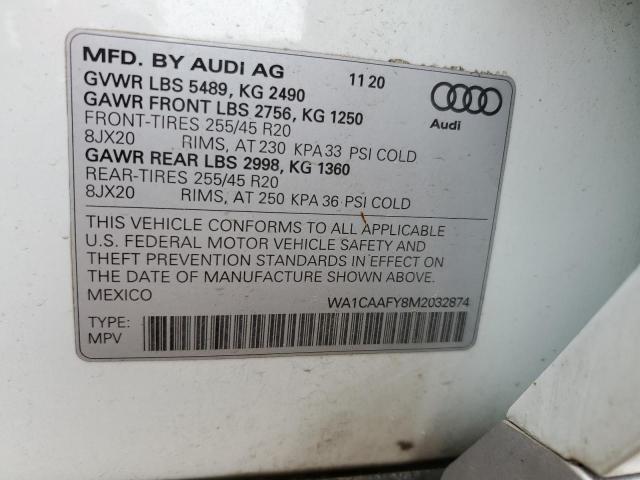 MFD. BY AUDI AG 11 20
GVWR LBS 5489, KG 2490
GAWR FRONT LBS 2756, KG 1250
FRONT-TIRES 255/45 R20
8JX20 RIMS, AT 230 KPA 33 PSI COLD
GAWR REAR LBS 2998, KG 1360
REAR-TIRES 255/45 R20
8JX20 RIMS, AT 250 KPA 36 PSI COLD
Audi
THIS VEHICLE CONFORMS TO ALL APPLICABLE
U.S. FEDERAL MOTOR VEHICLE SAFETY AND
THEFT PREVENTION STANDARDS IN EFFECT ON
THE DATE OF MANUFACTURE SHOWN ABOVE.
MEXICO WA1CAAFY8M2032874
TYPE:
MPV